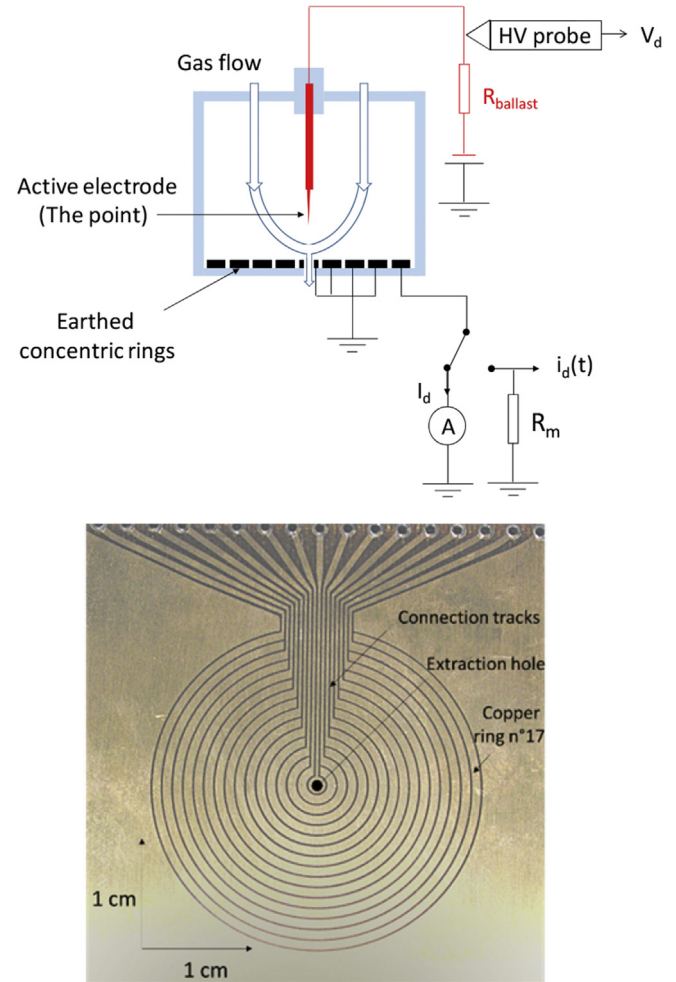 HV probe
V_d
Gas flow
R_ballast
Active electrode
(The point)
Earthed
concentric rings
I_d
i_d(t)
A
R_m
Connection tracks
Extraction hole
Copper
ring n°17
1 cm
1 cm